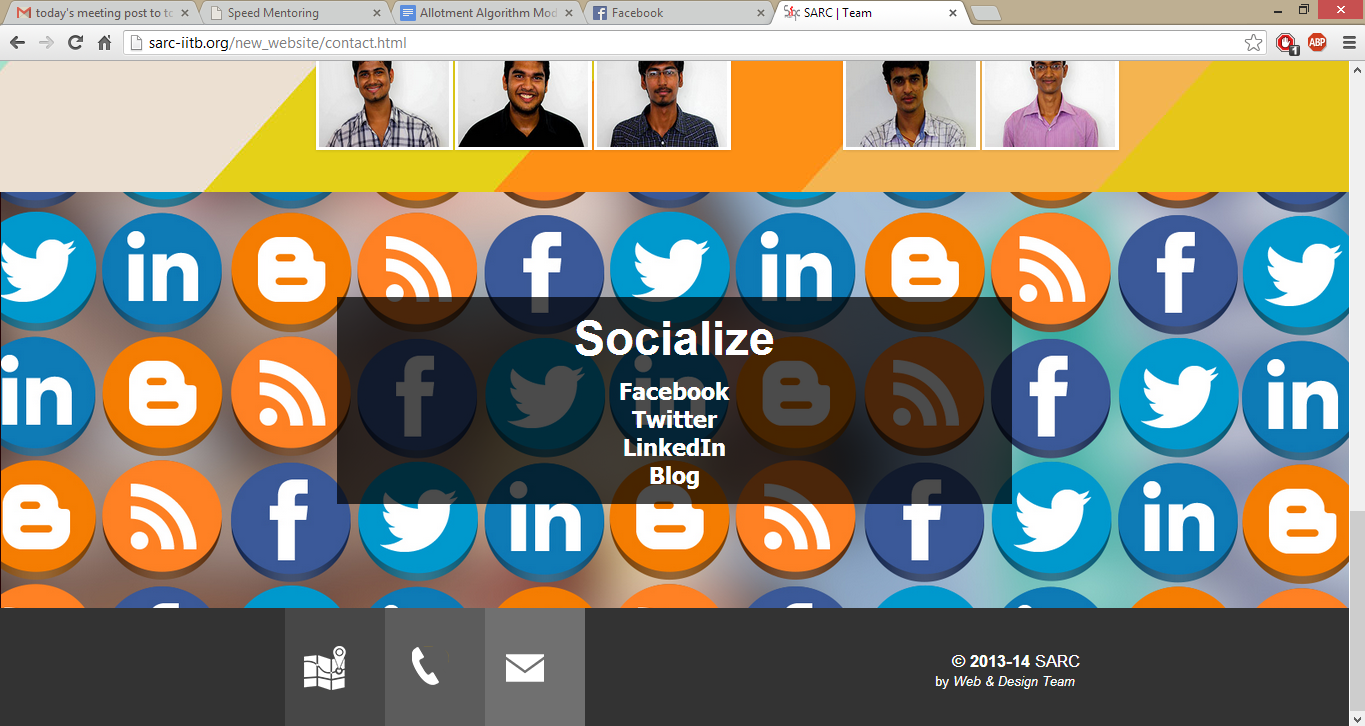 today's meeting post to to
Speed Mentoring
Allotment Algorithm Mod
Facebook
SARC | Team
sarc-iitb.org/new_website/contact.html
1
ABP
Socialize
Facebook
Twitter
LinkedIn
Blog
© 2013-14 SARC
by Web & Design Team